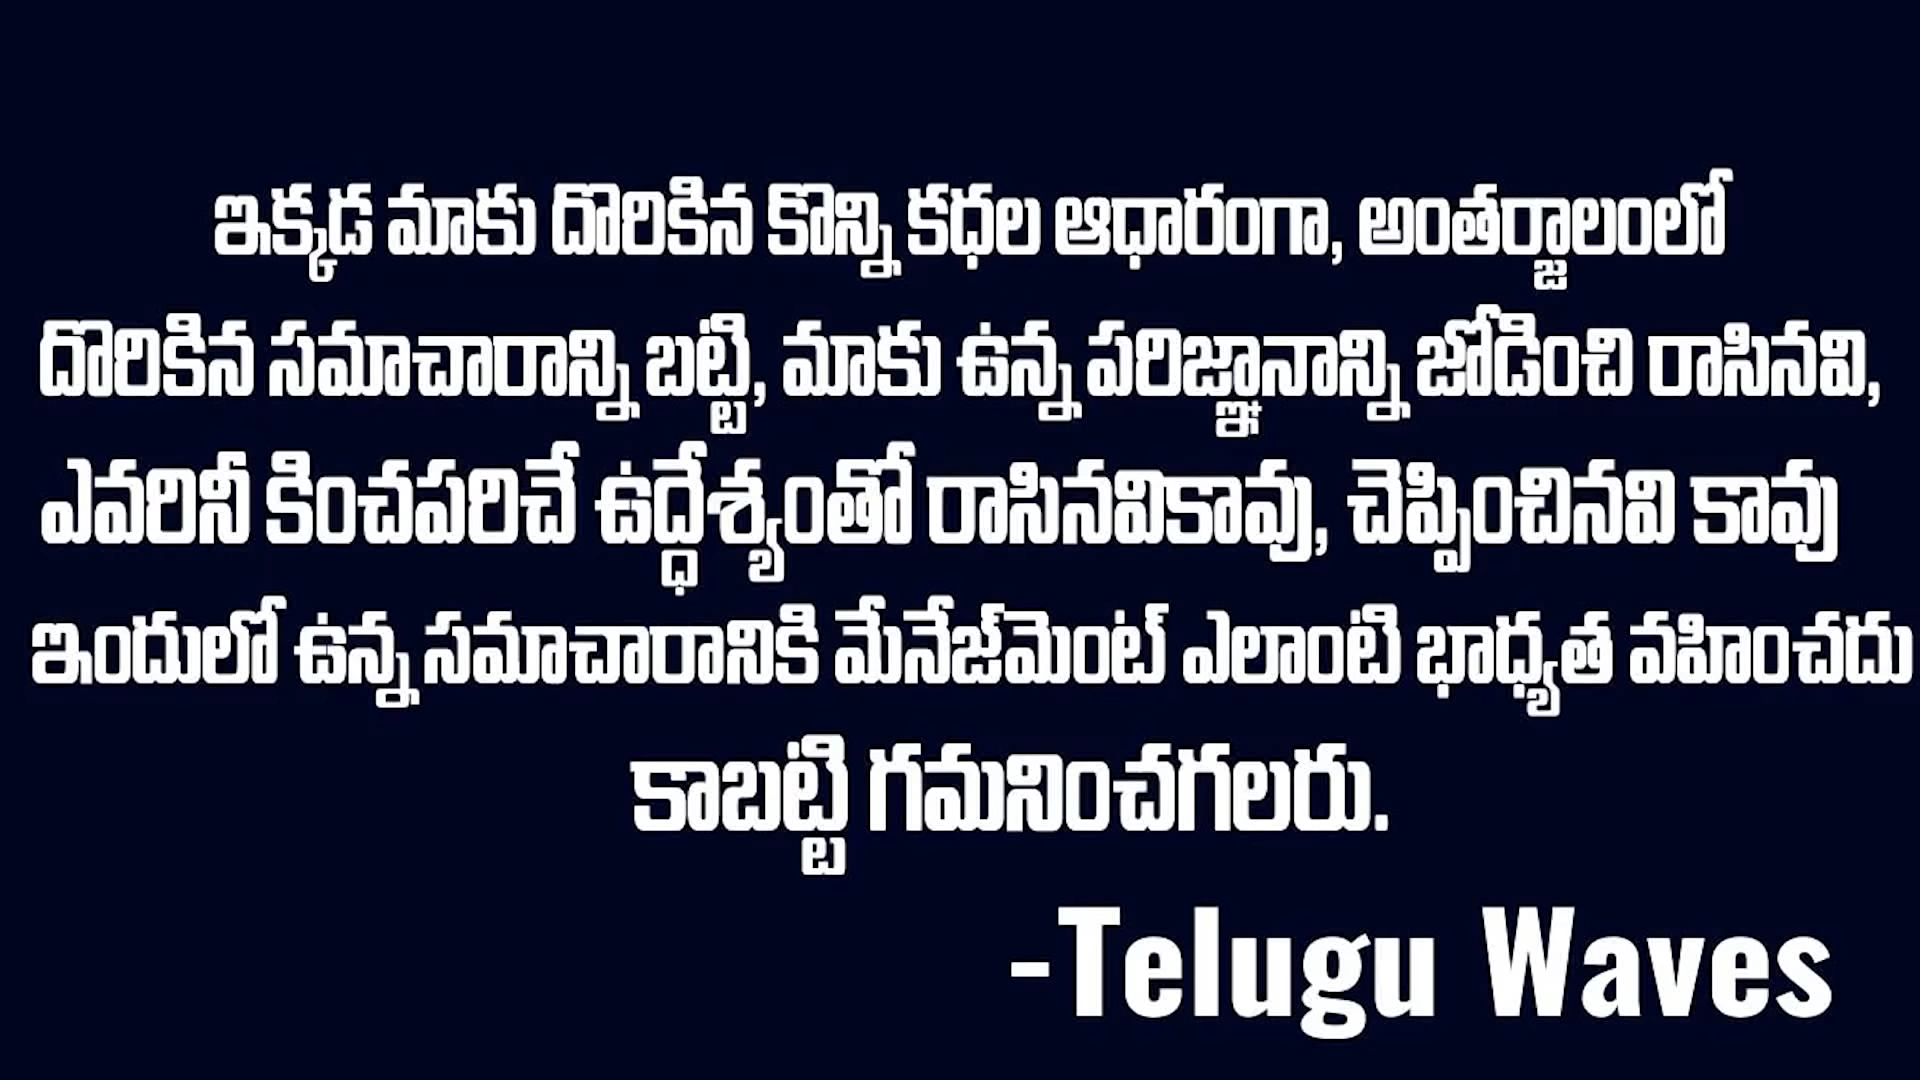 ఇక్కడ మాకు దొరికిన కొన్ని కధల ఆధారంగా, అంతర్జాలంలో
దొరికిన సమాచారాన్ని బట్టి, మాకు ఉన్న పరిజ్ఞానాన్ని జోడించి రాసినవి,
ఎవరినీ కించపరిచే ఉద్ధేశ్యంతో రాసినవికావు, చెప్పించినవి కావు
ఇందులో ఉన్న సమాచారానికి మేనేజ్‌మెంట్ ఎలాంటి భాధ్యత వహించదు
కాబట్టి గమనించగలరు.
-Telugu Waves